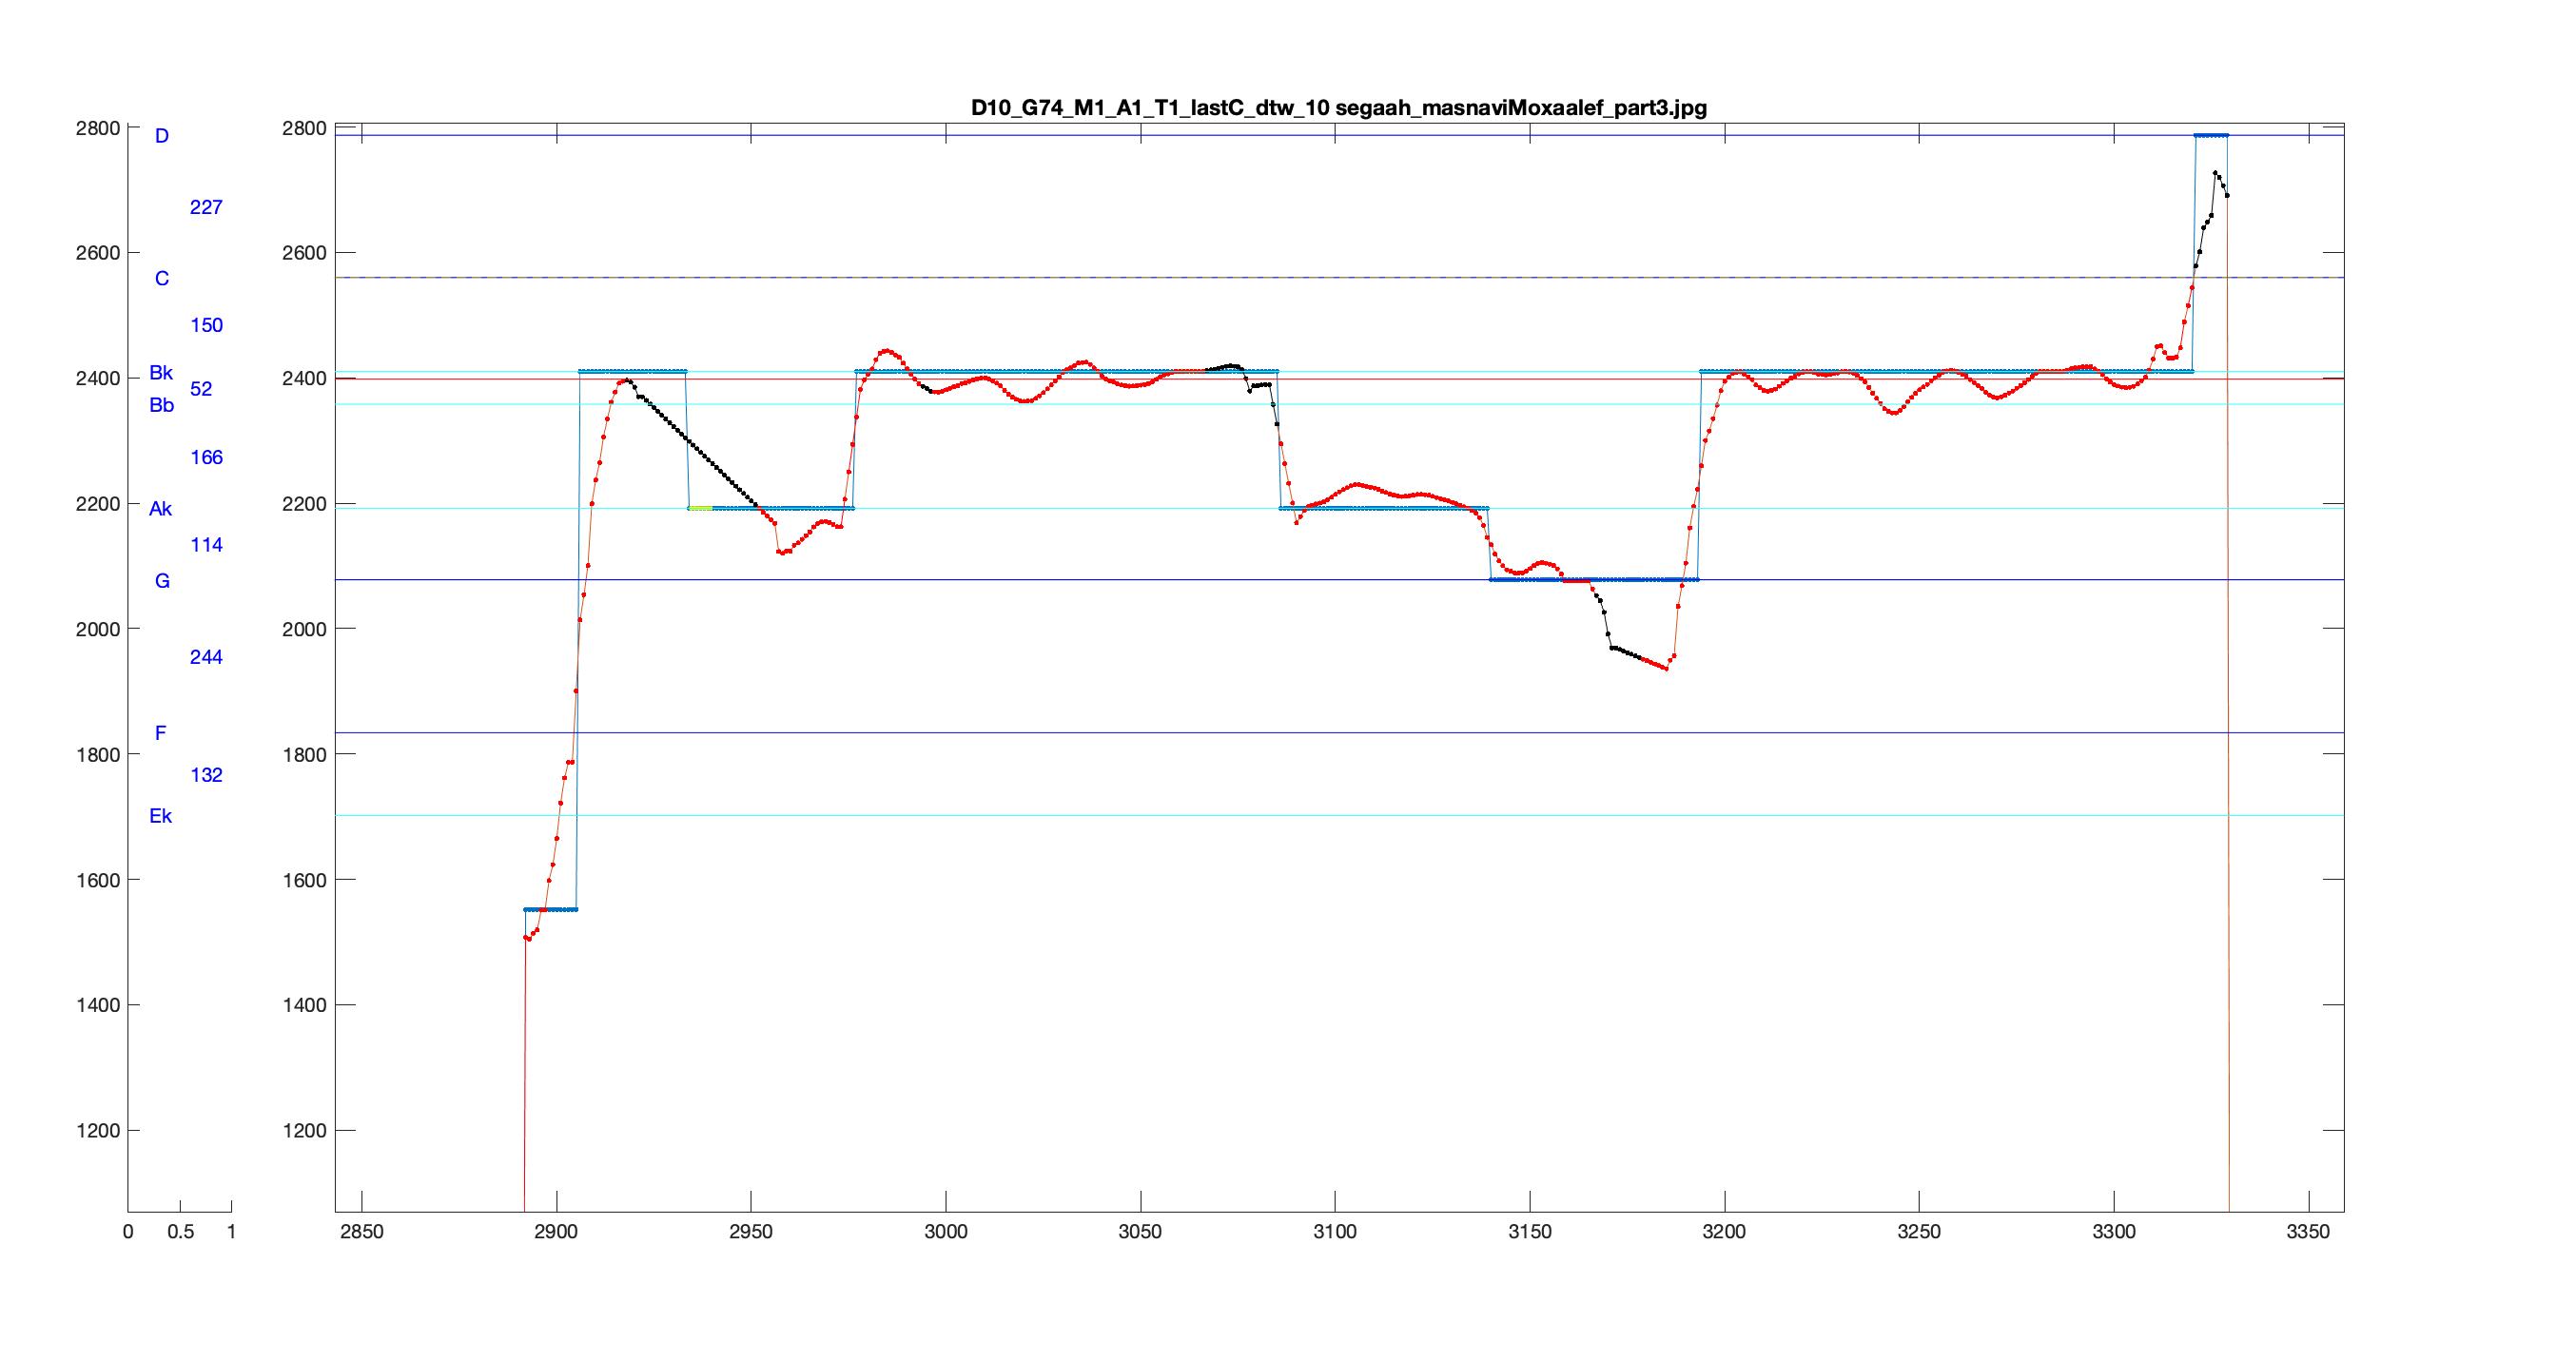 D10_G74_M1_A1_T1_lastC_dtw_10 segaah_masnaviMoxaalef_part3.jpg
2800 D 2800
227
2600 2600
C
150
2400 Bk 2400
52
Bb
166
2200 Ak 2200
114
G
2000 2000
244
F
1800 1800
132
Ek
1600 1600
1400 1400
1200 1200
0 0.5 1 2850 2900 2950 3000 3050 3100 3150 3200 3250 3300 3350